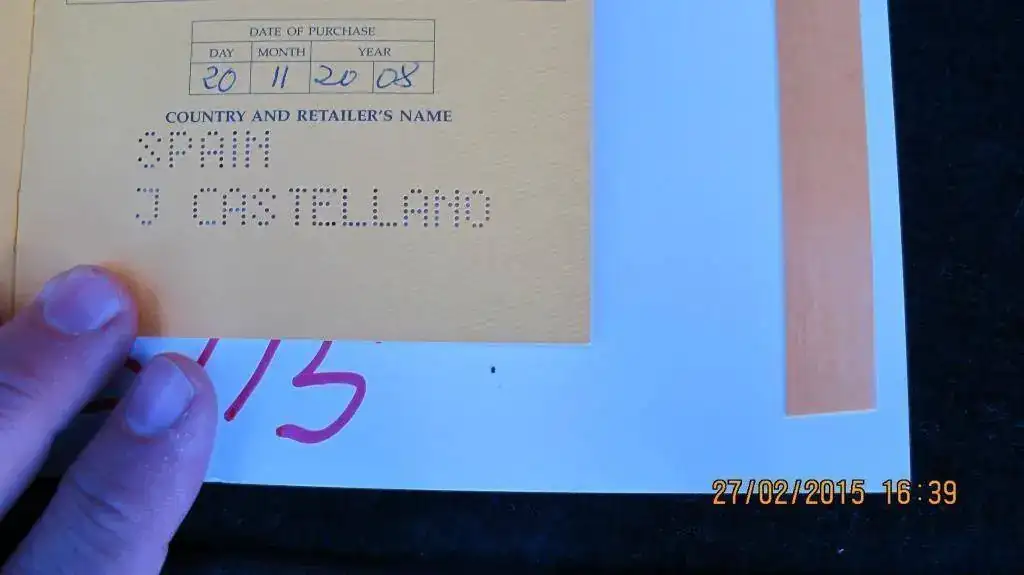 DATE OF PURCHASE
DAY MONTH YEAR
20 11 20 08
COUNTRY AND RETAILER'S NAME
SPAIN
J CASTELLANO
15
27/02/2015 16:39